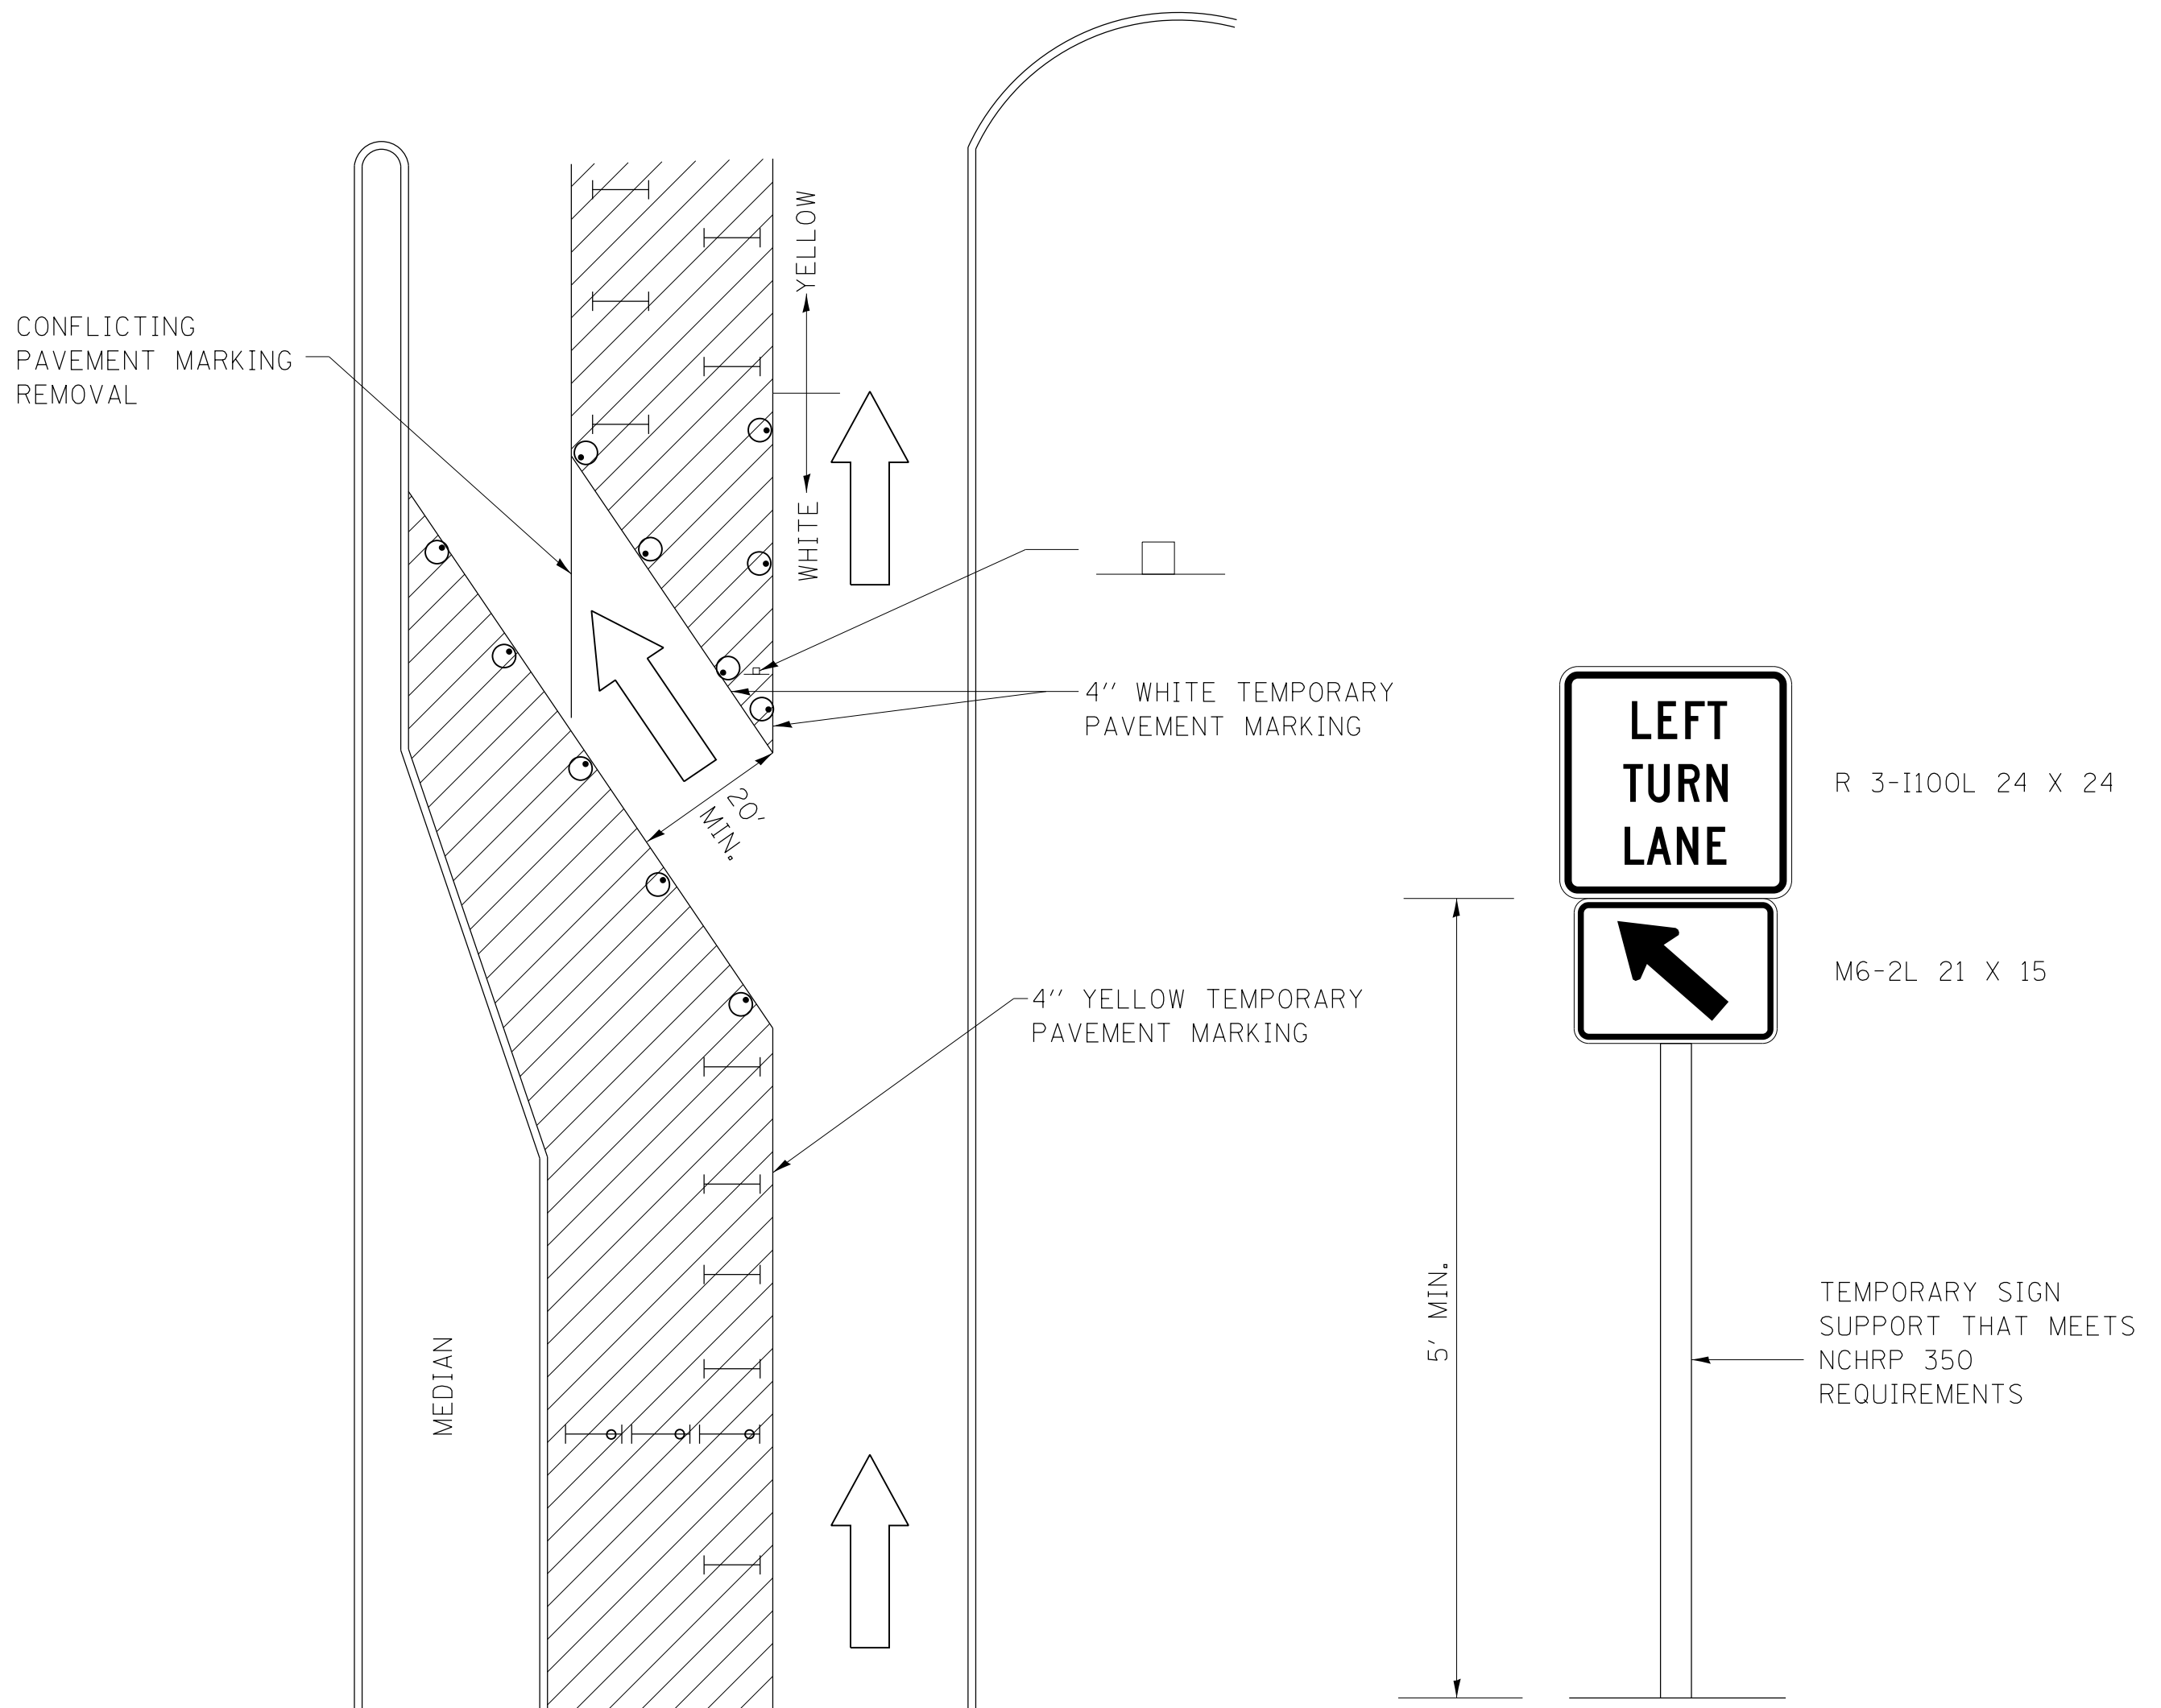 YELLOW
CONFLICTING
PAVEMENT MARKING
REMOVAL
WHITE
4'' WHITE TEMPORARY
PAVEMENT MARKING
20'
MIN.
LEFT
TURN
LANE
R 3-I100L 24 X 24
M6-2L 21 X 15
4'' YELLOW TEMPORARY
PAVEMENT MARKING
MEDIAN
5' MIN.
TEMPORARY SIGN
SUPPORT THAT MEETS
NCHRP 350
REQUIREMENTS